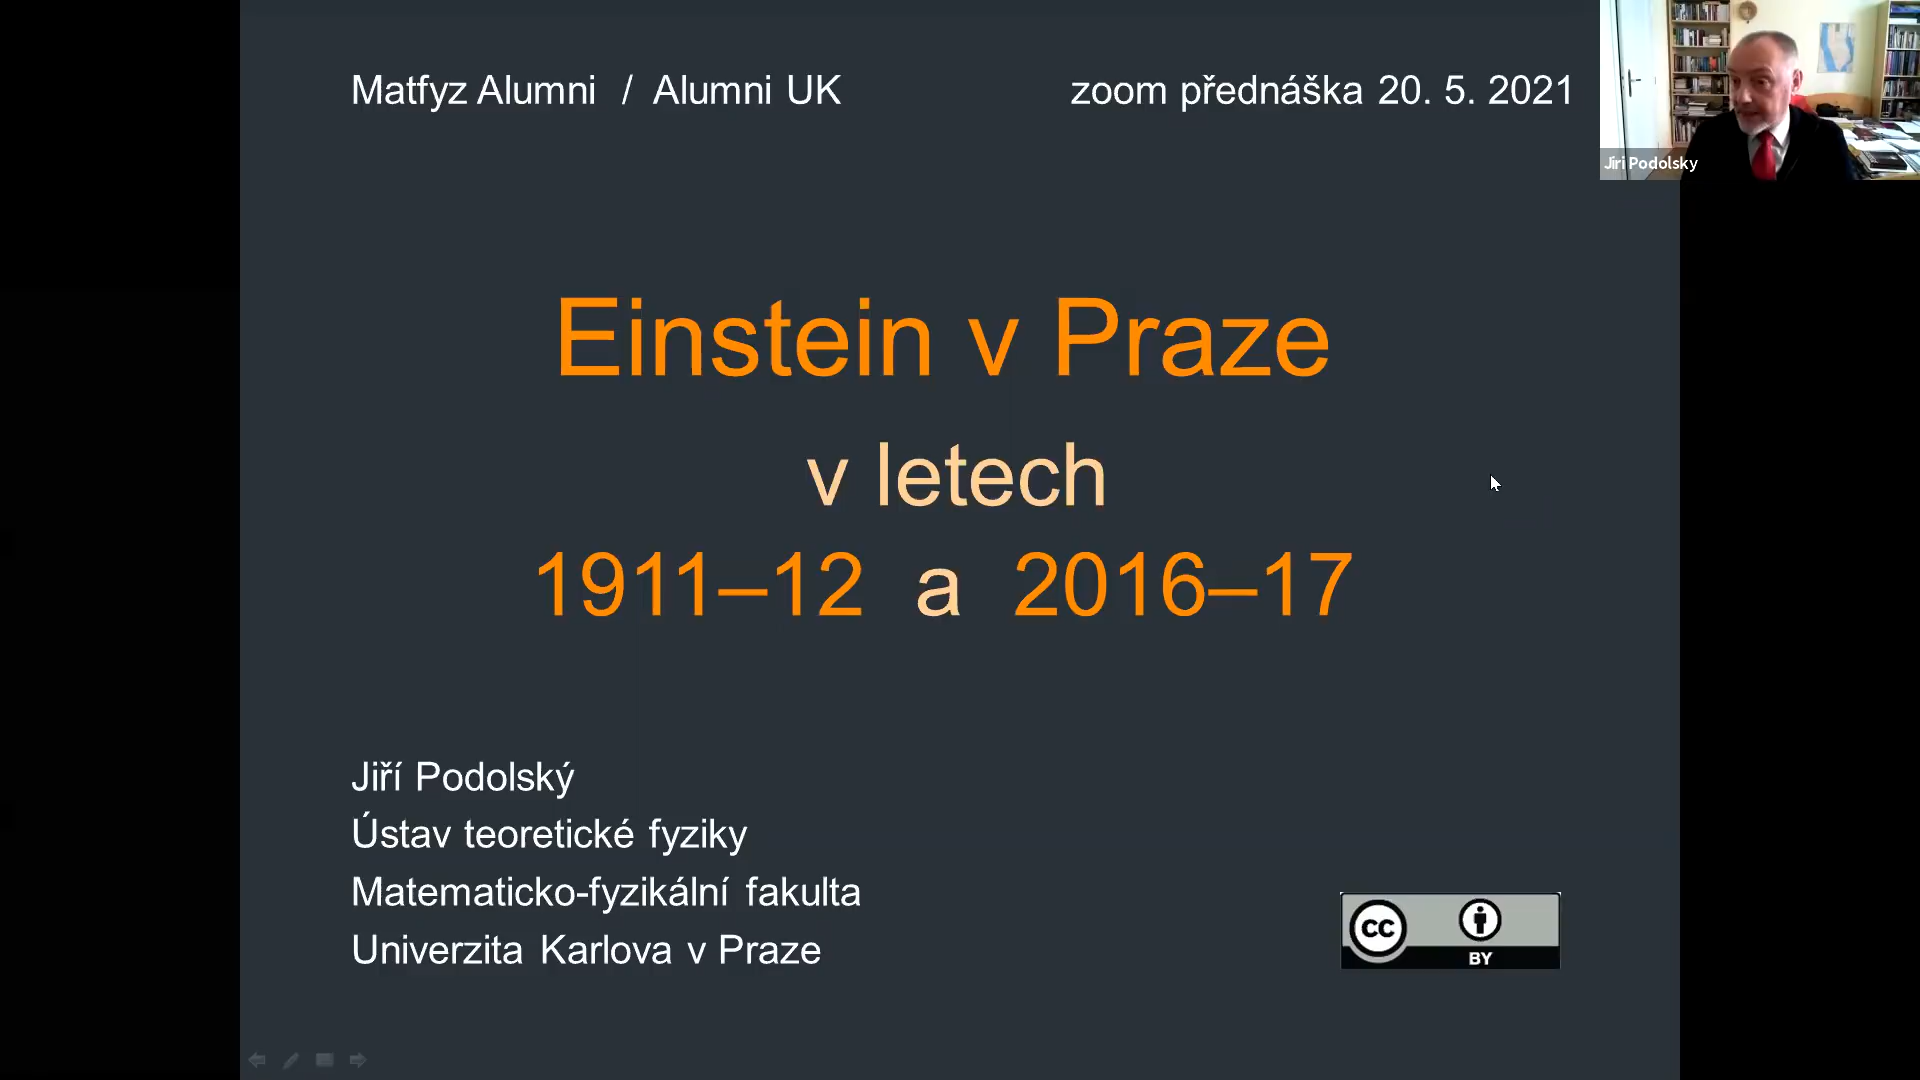 Matfyz Alumni / Alumni UK
zoom přednáška 20. 5. 2021
Jiri Podolsky
Einstein v Praze
v letech
1911–12 a 2016–17
Jiří Podolský
Ústav teoretické fyziky
Matematicko-fyzikální fakulta
Univerzita Karlova v Praze
CC
BY